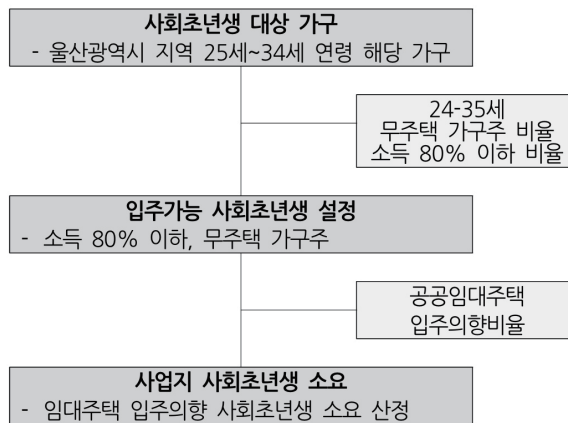 사회초년생 대상 가구
- 울산광역시 지역 25세~34세 연령 해당 가구
24-35세
무주택 가구주 비율
소득 80% 이하 비율
입주가능 사회초년생 설정
- 소득 80% 이하, 무주택 가구주
공공임대주택
입주의향비율
사업지 사회초년생 소요
- 임대주택 입주의향 사회초년생 소요 산정